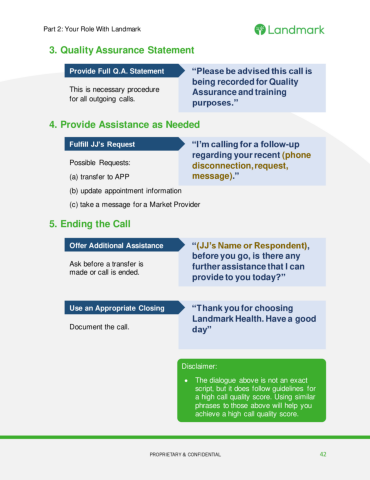 Part 2: Your Role With Landmark
Landmark
3. Quality Assurance Statement
Provide Full Q.A. Statement
This is necessary procedure
for all outgoing calls.
“Please be advised this call is
being recorded for Quality
Assurance and training
purposes.”
4. Provide Assistance as Needed
Fulfill JJ’s Request
Possible Requests:
(a) transfer to APP
(b) update appointment information
(c) take a message for a Market Provider
“I’m calling for a follow-up
regarding your recent (phone
disconnection, request,
message).”
5. Ending the Call
Offer Additional Assistance
Ask before a transfer is
made or call is ended.
“(JJ’s Name or Respondent),
before you go, is there any
further assistance that I can
provide to you today?”
Use an Appropriate Closing
Document the call.
“Thank you for choosing
Landmark Health. Have a good
day”
Disclaimer:
• The dialogue above is not an exact
script, but it does follow guidelines for
a high call quality score. Using similar
phrases to those above will help you
achieve a high call quality score.
PROPRIETARY & CONFIDENTIAL
42